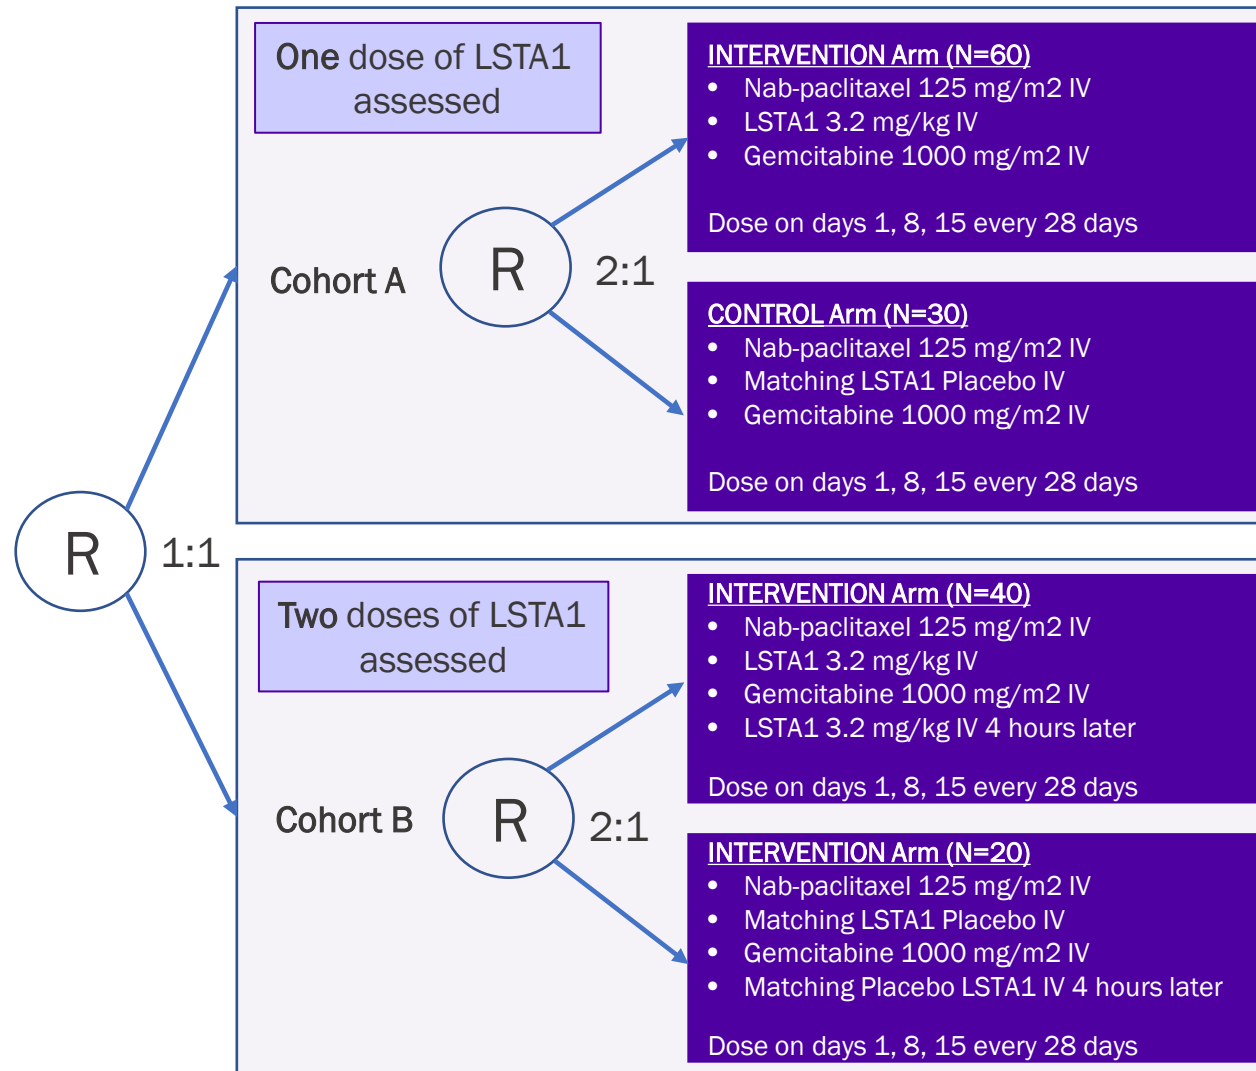 One dose of LSTA1
assessed
Cohort A
R
2:1
INTERVENTION Arm (N=60)
• Nab-paclitaxel 125 mg/m2 IV
• LSTA1 3.2 mg/kg IV
• Gemcitabine 1000 mg/m2 IV
Dose on days 1, 8, 15 every 28 days
CONTROL Arm (N=30)
• Nab-paclitaxel 125 mg/m2 IV
• Matching LSTA1 Placebo IV
• Gemcitabine 1000 mg/m2 IV
Dose on days 1, 8, 15 every 28 days
R
1:1
Two doses of LSTA1
assessed
Cohort B
R
2:1
INTERVENTION Arm (N=40)
• Nab-paclitaxel 125 mg/m2 IV
• LSTA1 3.2 mg/kg IV
• Gemcitabine 1000 mg/m2 IV
• LSTA1 3.2 mg/kg IV 4 hours later
Dose on days 1, 8, 15 every 28 days
INTERVENTION Arm (N=20)
• Nab-paclitaxel 125 mg/m2 IV
• Matching LSTA1 Placebo IV
• Gemcitabine 1000 mg/m2 IV
• Matching Placebo LSTA1 IV 4 hours later
Dose on days 1, 8, 15 every 28 days